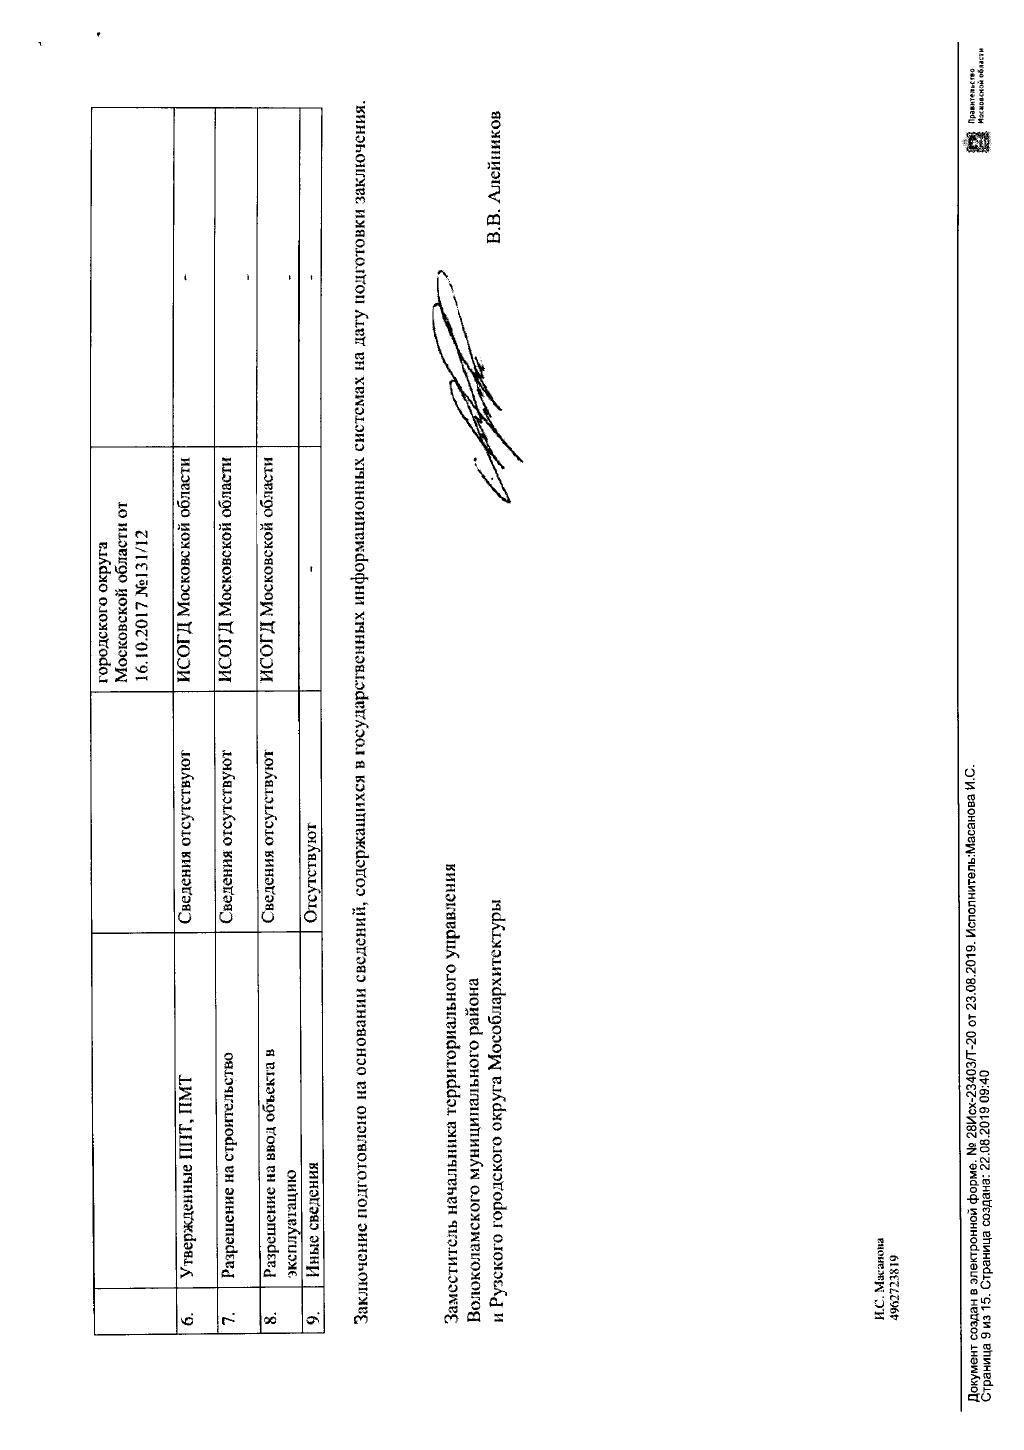 городского округа
Московской области от
16.10.2017 №131/12
6. Утвержденные ППТ, ПМТ Сведения отсутствуют ИСОГД Московской области -
7. Разрешение на строительство Сведения отсутствуют ИСОГД Московской области -
8. Разрешение на ввод объекта в Сведения отсутствуют ИСОГД Московской области -
эксплуатацию
9. Иные сведения Отсутствуют - -
Заключение подготовлено на основании сведений, содержащихся в государственных информационных системах на дату подготовки заключения.
Заместитель начальника территориального управления
Волоколамского муниципального района
и Рузского городского округа Мособлархитектуры В.В. Алейников
И.С. Масанова
4962723819
Документ создан в электронной форме. № 28Исх-23403/Т-20 от 23.08.2019. Исполнитель:Масанова И.С.
Страница 9 из 15. Страница создана: 22.08.2019 09:40
Правительство
Московской области